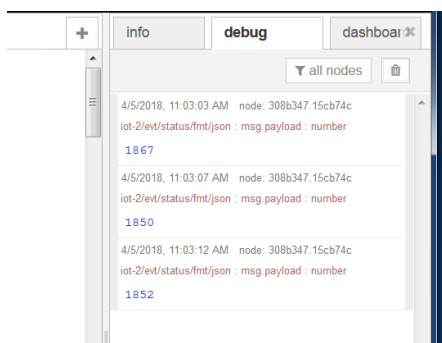 +
info
debug
dashboar
all nodes
4/5/2018, 11:03:03 AM node: 308b347.15cb74c
iot-2/evt/status/fmt/json : msg.payload : number
1867
4/5/2018, 11:03:07 AM node: 308b347.15cb74c
iot-2/evt/status/fmt/json : msg.payload : number
1850
4/5/2018, 11:03:12 AM node: 308b347.15cb74c
iot-2/evt/status/fmt/json : msg.payload : number
1852